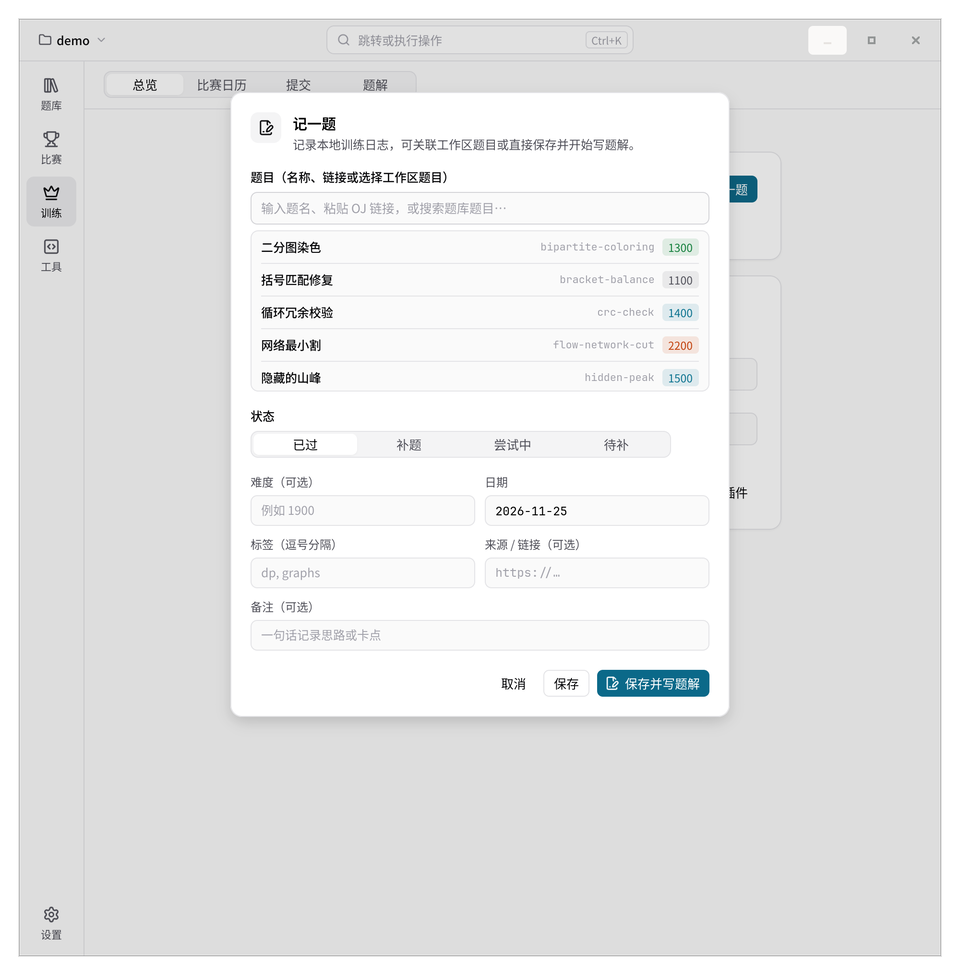 demo
跳转或执行操作
Ctrl+K
题库
比赛
训练
工具
设置
总览
比赛日历
提交
题解
一题
插件
记一题
记录本地训练日志，可关联工作区题目或直接保存并开始写题解。
题目（名称、链接或选择工作区题目）
输入题名、粘贴 OJ 链接，或搜索题库题目…
二分图染色 bipartite-coloring 1300
括号匹配修复 bracket-balance 1100
循环冗余校验 crc-check 1400
网络最小割 flow-network-cut 2200
隐藏的山峰 hidden-peak 1500
状态
已过 补题 尝试中 待补
难度（可选） 日期
例如 1900 2026-11-25
标签（逗号分隔） 来源 / 链接（可选）
dp, graphs https://…
备注（可选）
一句话记录思路或卡点
取消 保存 保存并写题解